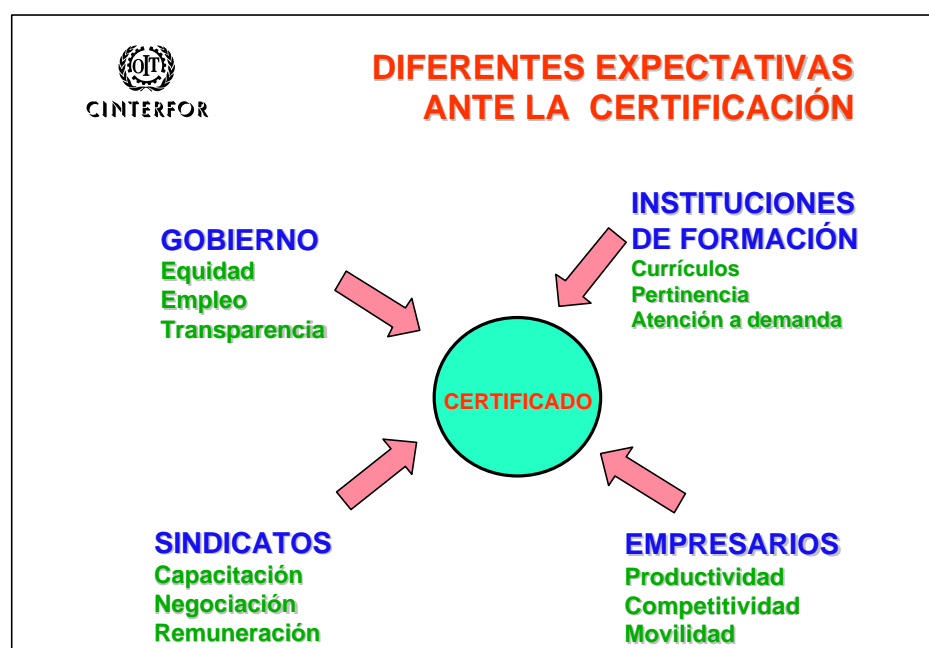 OIT
CINTERFOR
DIFERENTES EXPECTATIVAS
ANTE LA CERTIFICACIÓN
GOBIERNO
Equidad
Empleo
Transparencia
INSTITUCIONES
DE FORMACIÓN
Currículos
Pertinencia
Atención a demanda
CERTIFICADO
SINDICATOS
Capacitación
Negociación
Remuneración
EMPRESARIOS
Productividad
Competitividad
Movilidad